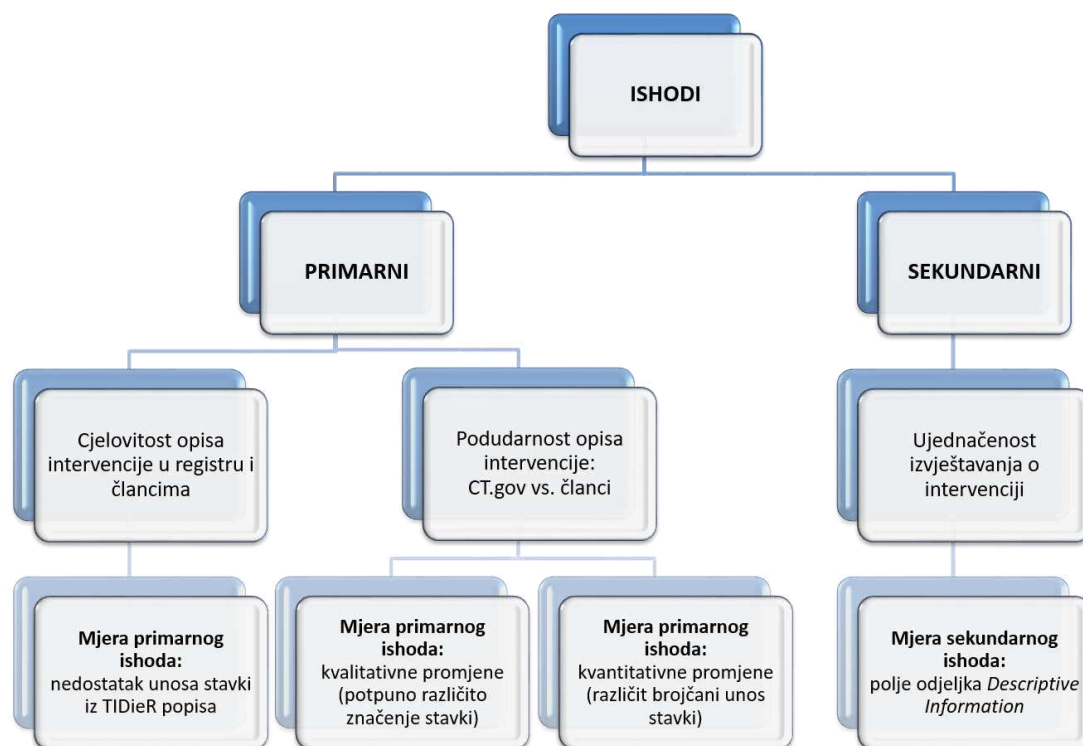 ISHODI
PRIMARNI
SEKUNDARNI
Cjelovitost opisa
intervencije u registru i
člancima
Podudarnost opisa
intervencije:
CT.gov vs. članci
Ujednačenost
izvještavanja o
intervenciji
Mjera primarnog
ishoda:
nedostatak unosa stavki
iz TIDieR popisa
Mjera primarnog
ishoda:
kvalitativne promjene
(potpuno različito
značenje stavki)
Mjera primarnog
ishoda:
kvantitativne promjene
(različit brojčani unos
stavki)
Mjera sekundarnog
ishoda:
polje odjeljka Descriptive
Information